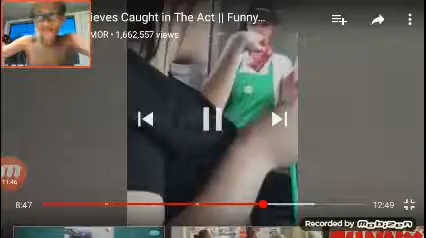 ieves Caught in The Act || Funny...
MOR • 1,662,557 views
11:46
8:47
12:49
Recorded by Mobizen